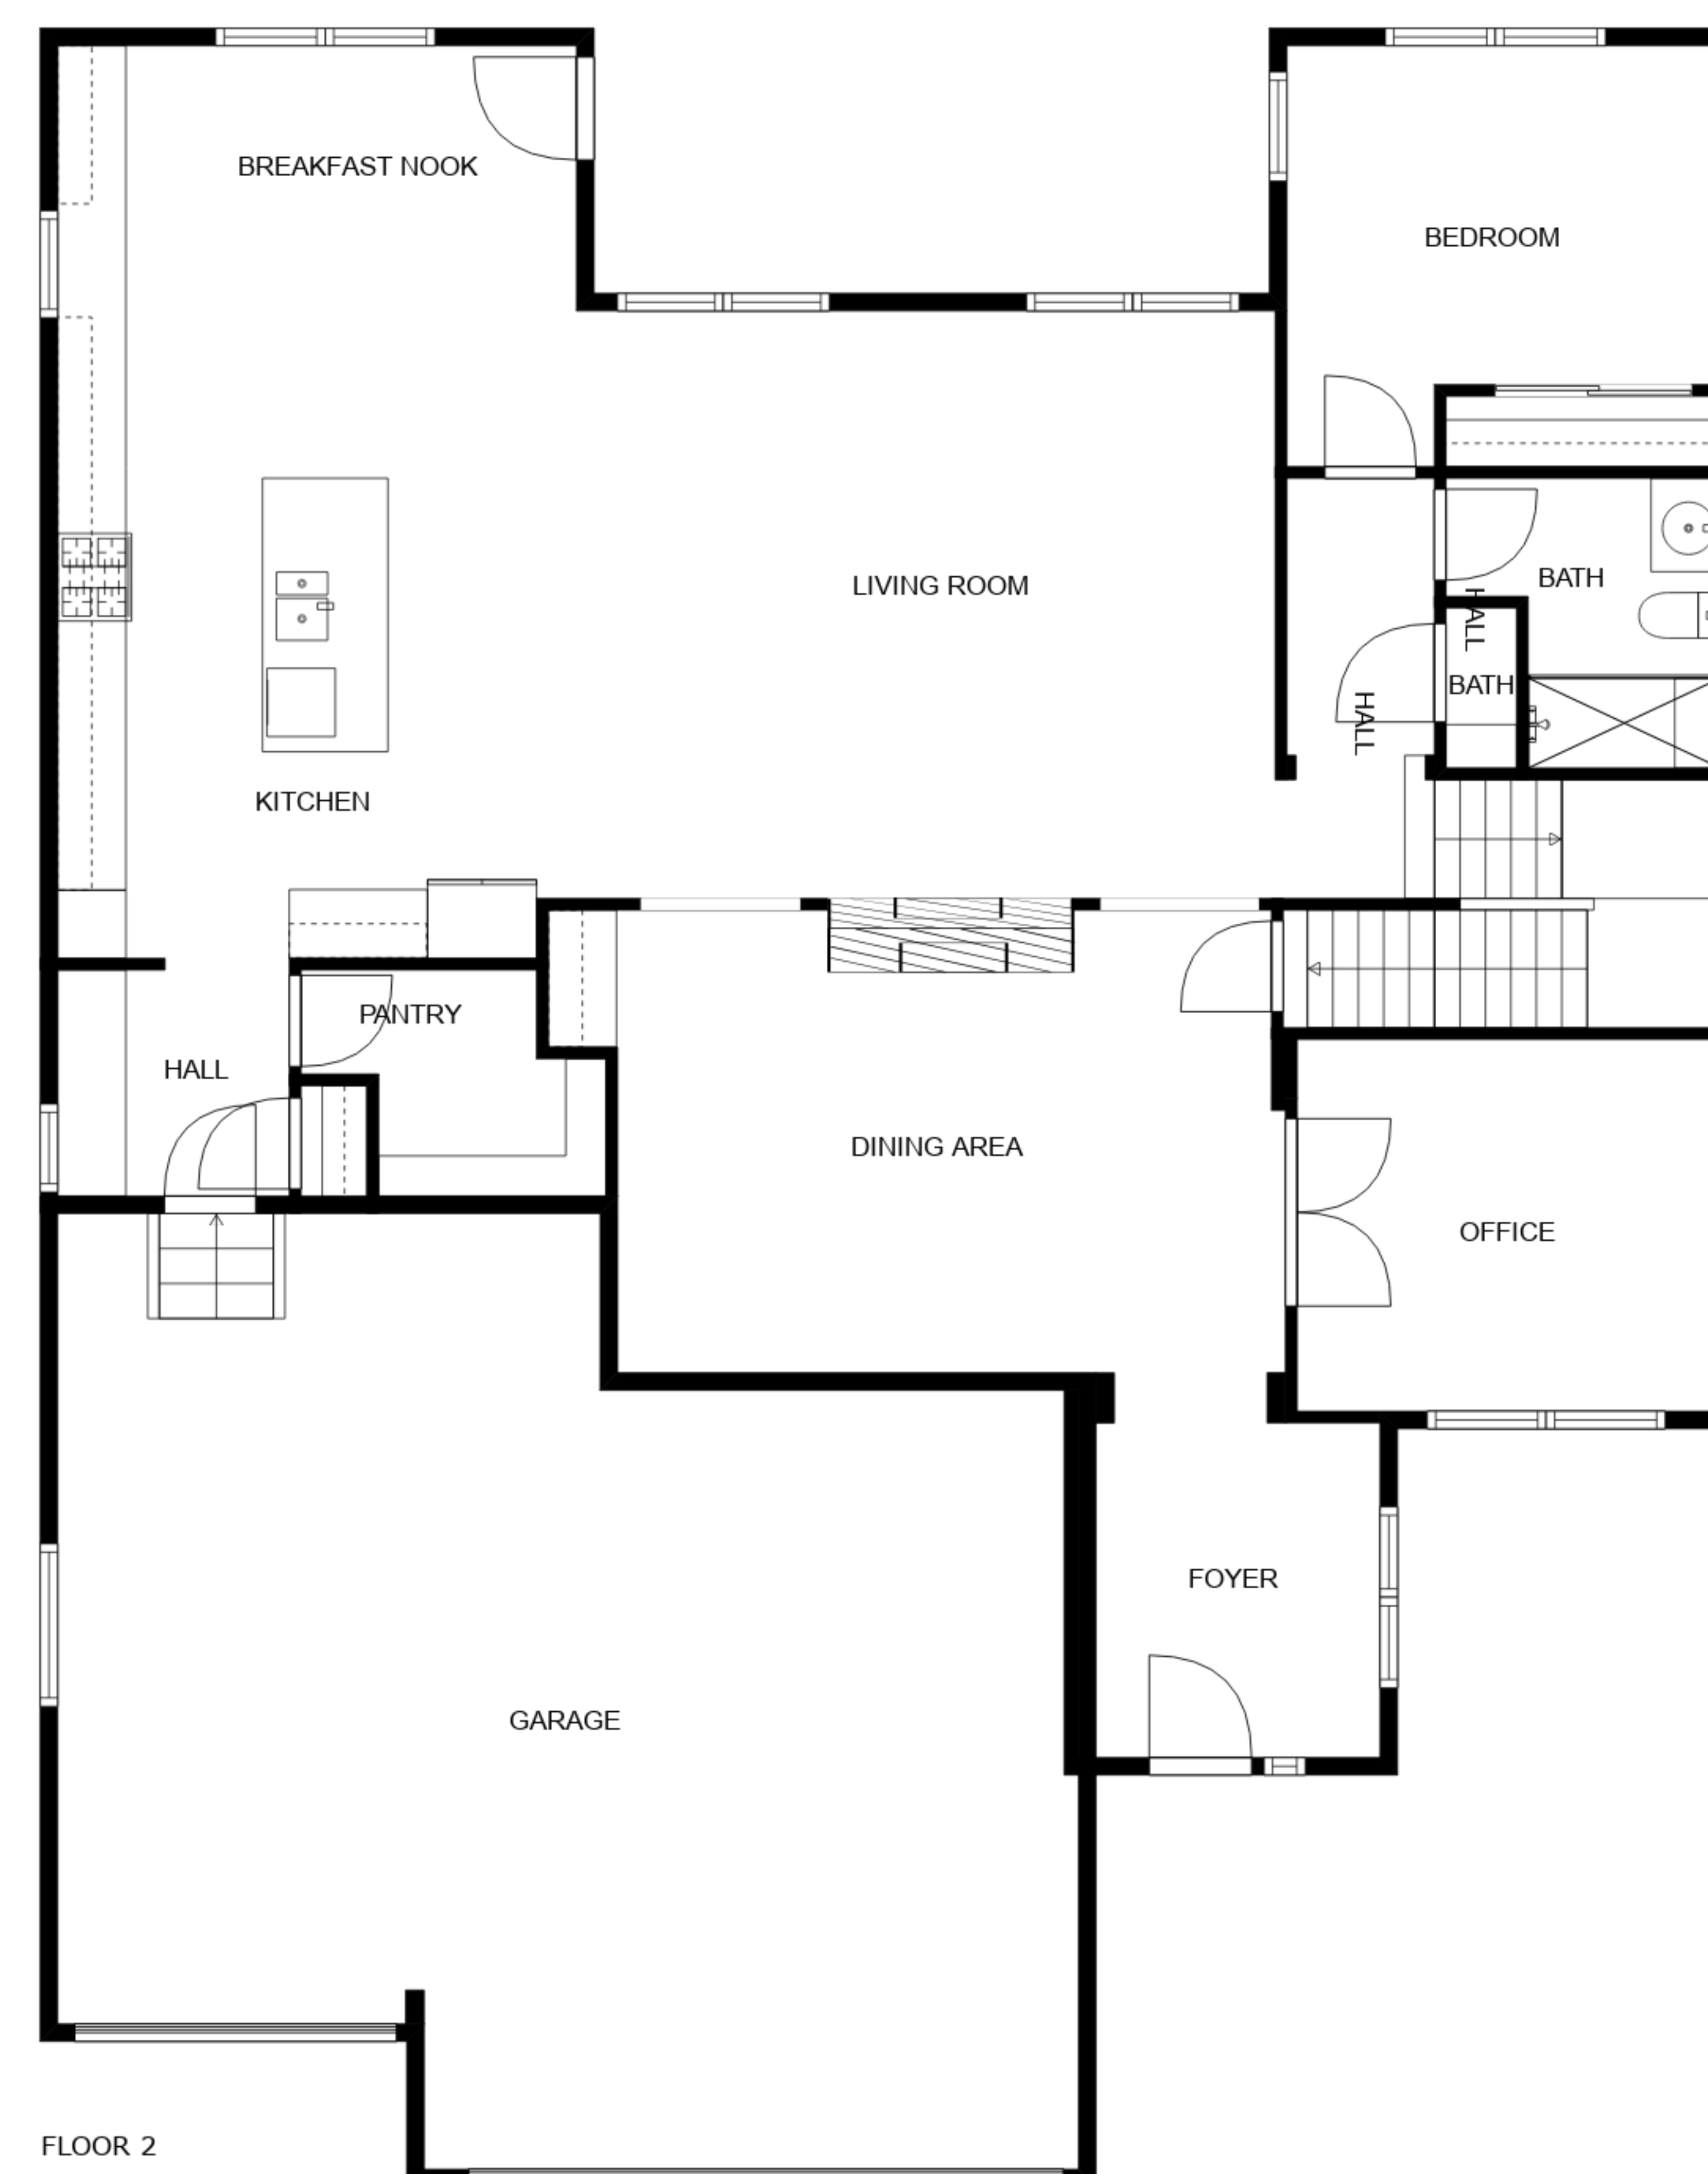 BREAKFAST NOOK
BEDROOM
LIVING ROOM
BATH
HALL
BATH
HALL
KITCHEN
PANTRY
HALL
DINING AREA
OFFICE
FOYER
GARAGE
FLOOR 2